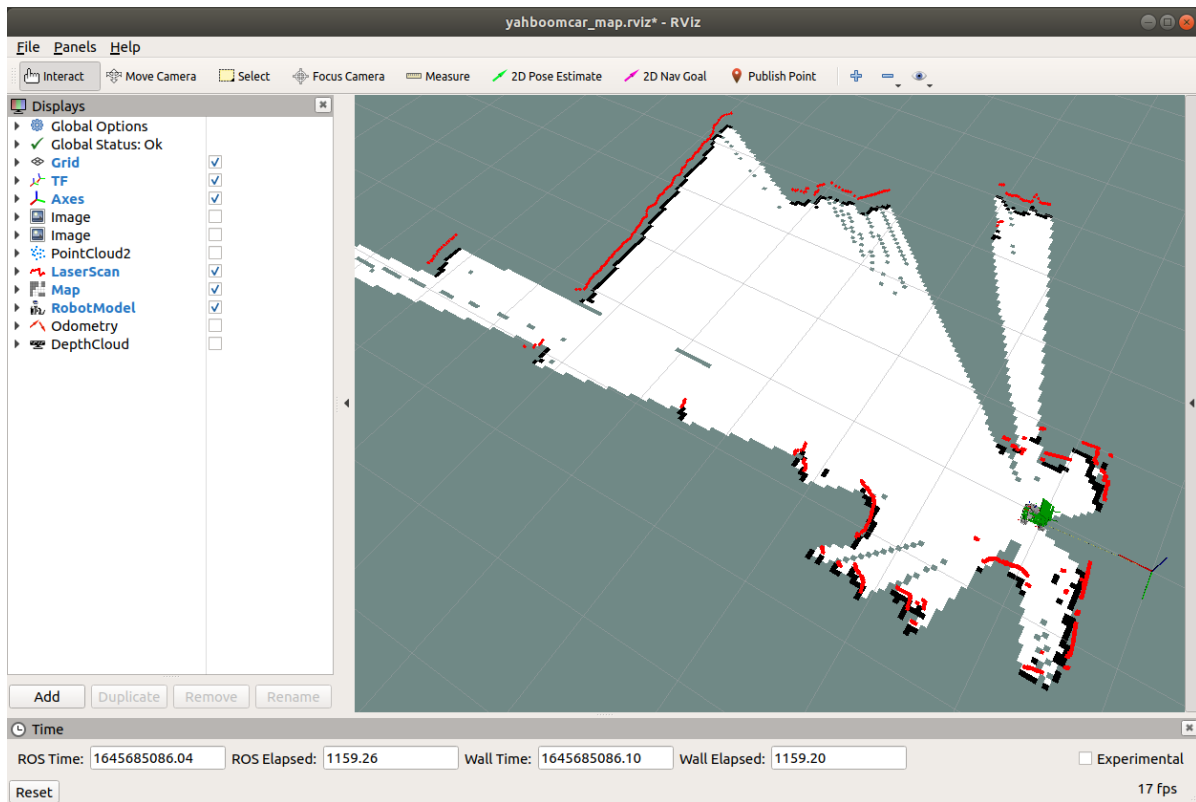 yahboomcar_map.rviz* - RViz
File Panels Help
Interact Move Camera Select Focus Camera Measure 2D Pose Estimate 2D Nav Goal Publish Point
Displays
Global Options
Global Status: Ok
Grid
TF
Axes
Image
Image
PointCloud2
LaserScan
Map
RobotModel
Odometry
DepthCloud
Add Duplicate Remove Rename
Time
ROS Time: 1645685086.04 ROS Elapsed: 1159.26 Wall Time: 1645685086.10 Wall Elapsed: 1159.20 Experimental
Reset 17 fps